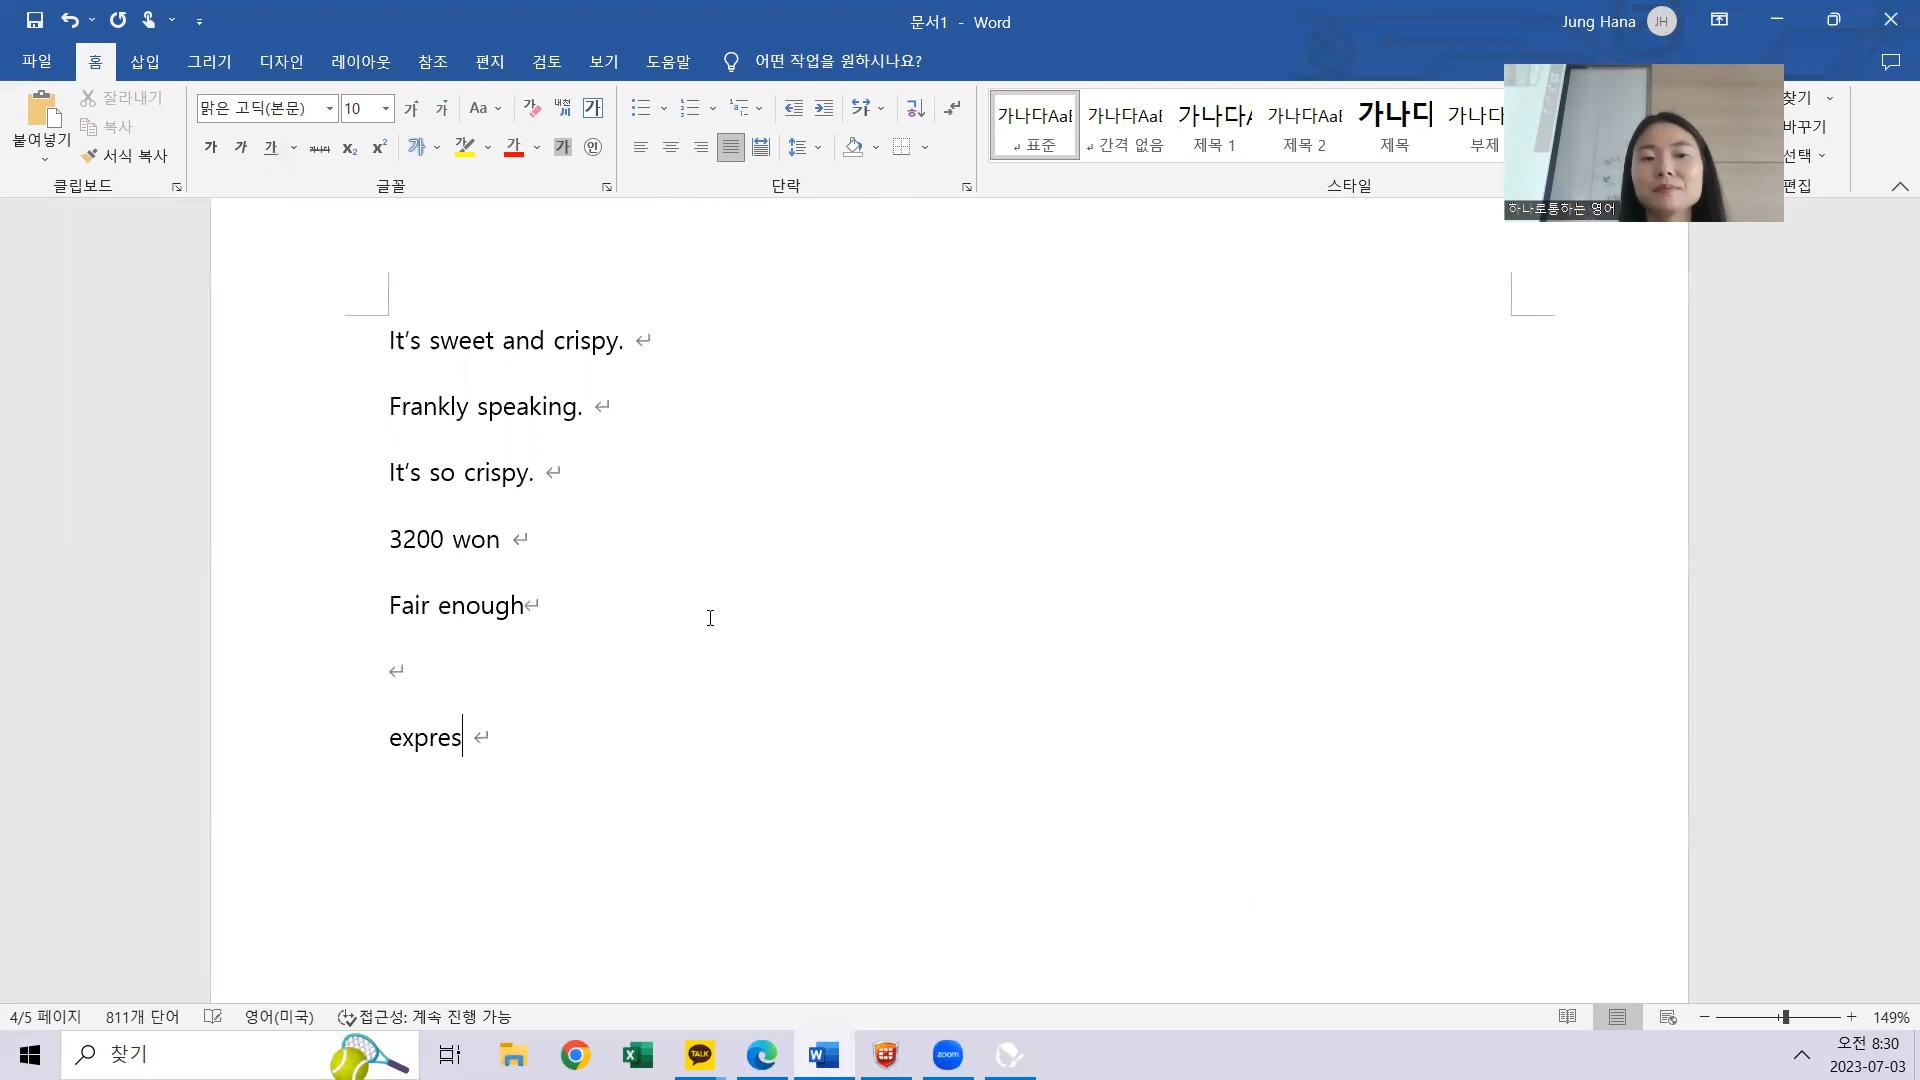 문서1 - Word
Jung Hana JH
파일 홈 삽입 그리기 디자인 레이아웃 참조 편지 검토 보기 도움말 어떤 작업을 원하시나요?
붙여넣기
잘라내기
복사
서식 복사
클립보드
맑은 고딕(본문) 10
글꼴
단락
가나다AaI 표준
가나다AaI 간격 없음
가나다/ 제목 1
가나다AaI 제목 2
가나다 제목
가나다 부제
스타일
찾기
바꾸기
선택
편집
하나로통하는 영어
It's sweet and crispy.
Frankly speaking.
It's so crispy.
3200 won
Fair enough
expres
4/5 페이지 811개 단어 영어(미국) 접근성: 계속 진행 가능 149%
찾기
TALK
zoom
오전 8:30
2023-07-03